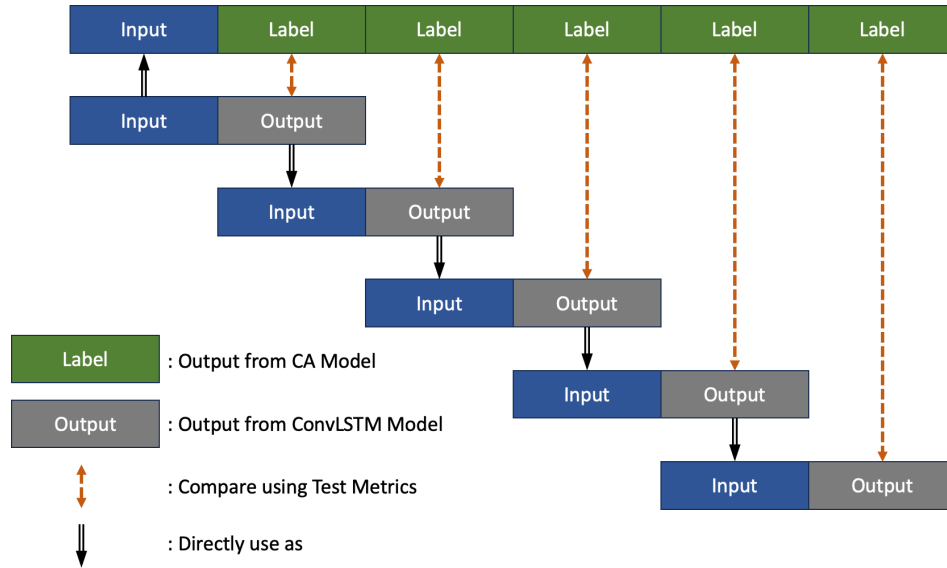 Input Label Label Label Label Label
Input Output
Input Output
Input Output
Label : Output from CA Model
Input Output
Output : Output from ConvLSTM Model
Input Output
: Compare using Test Metrics
: Directly use as